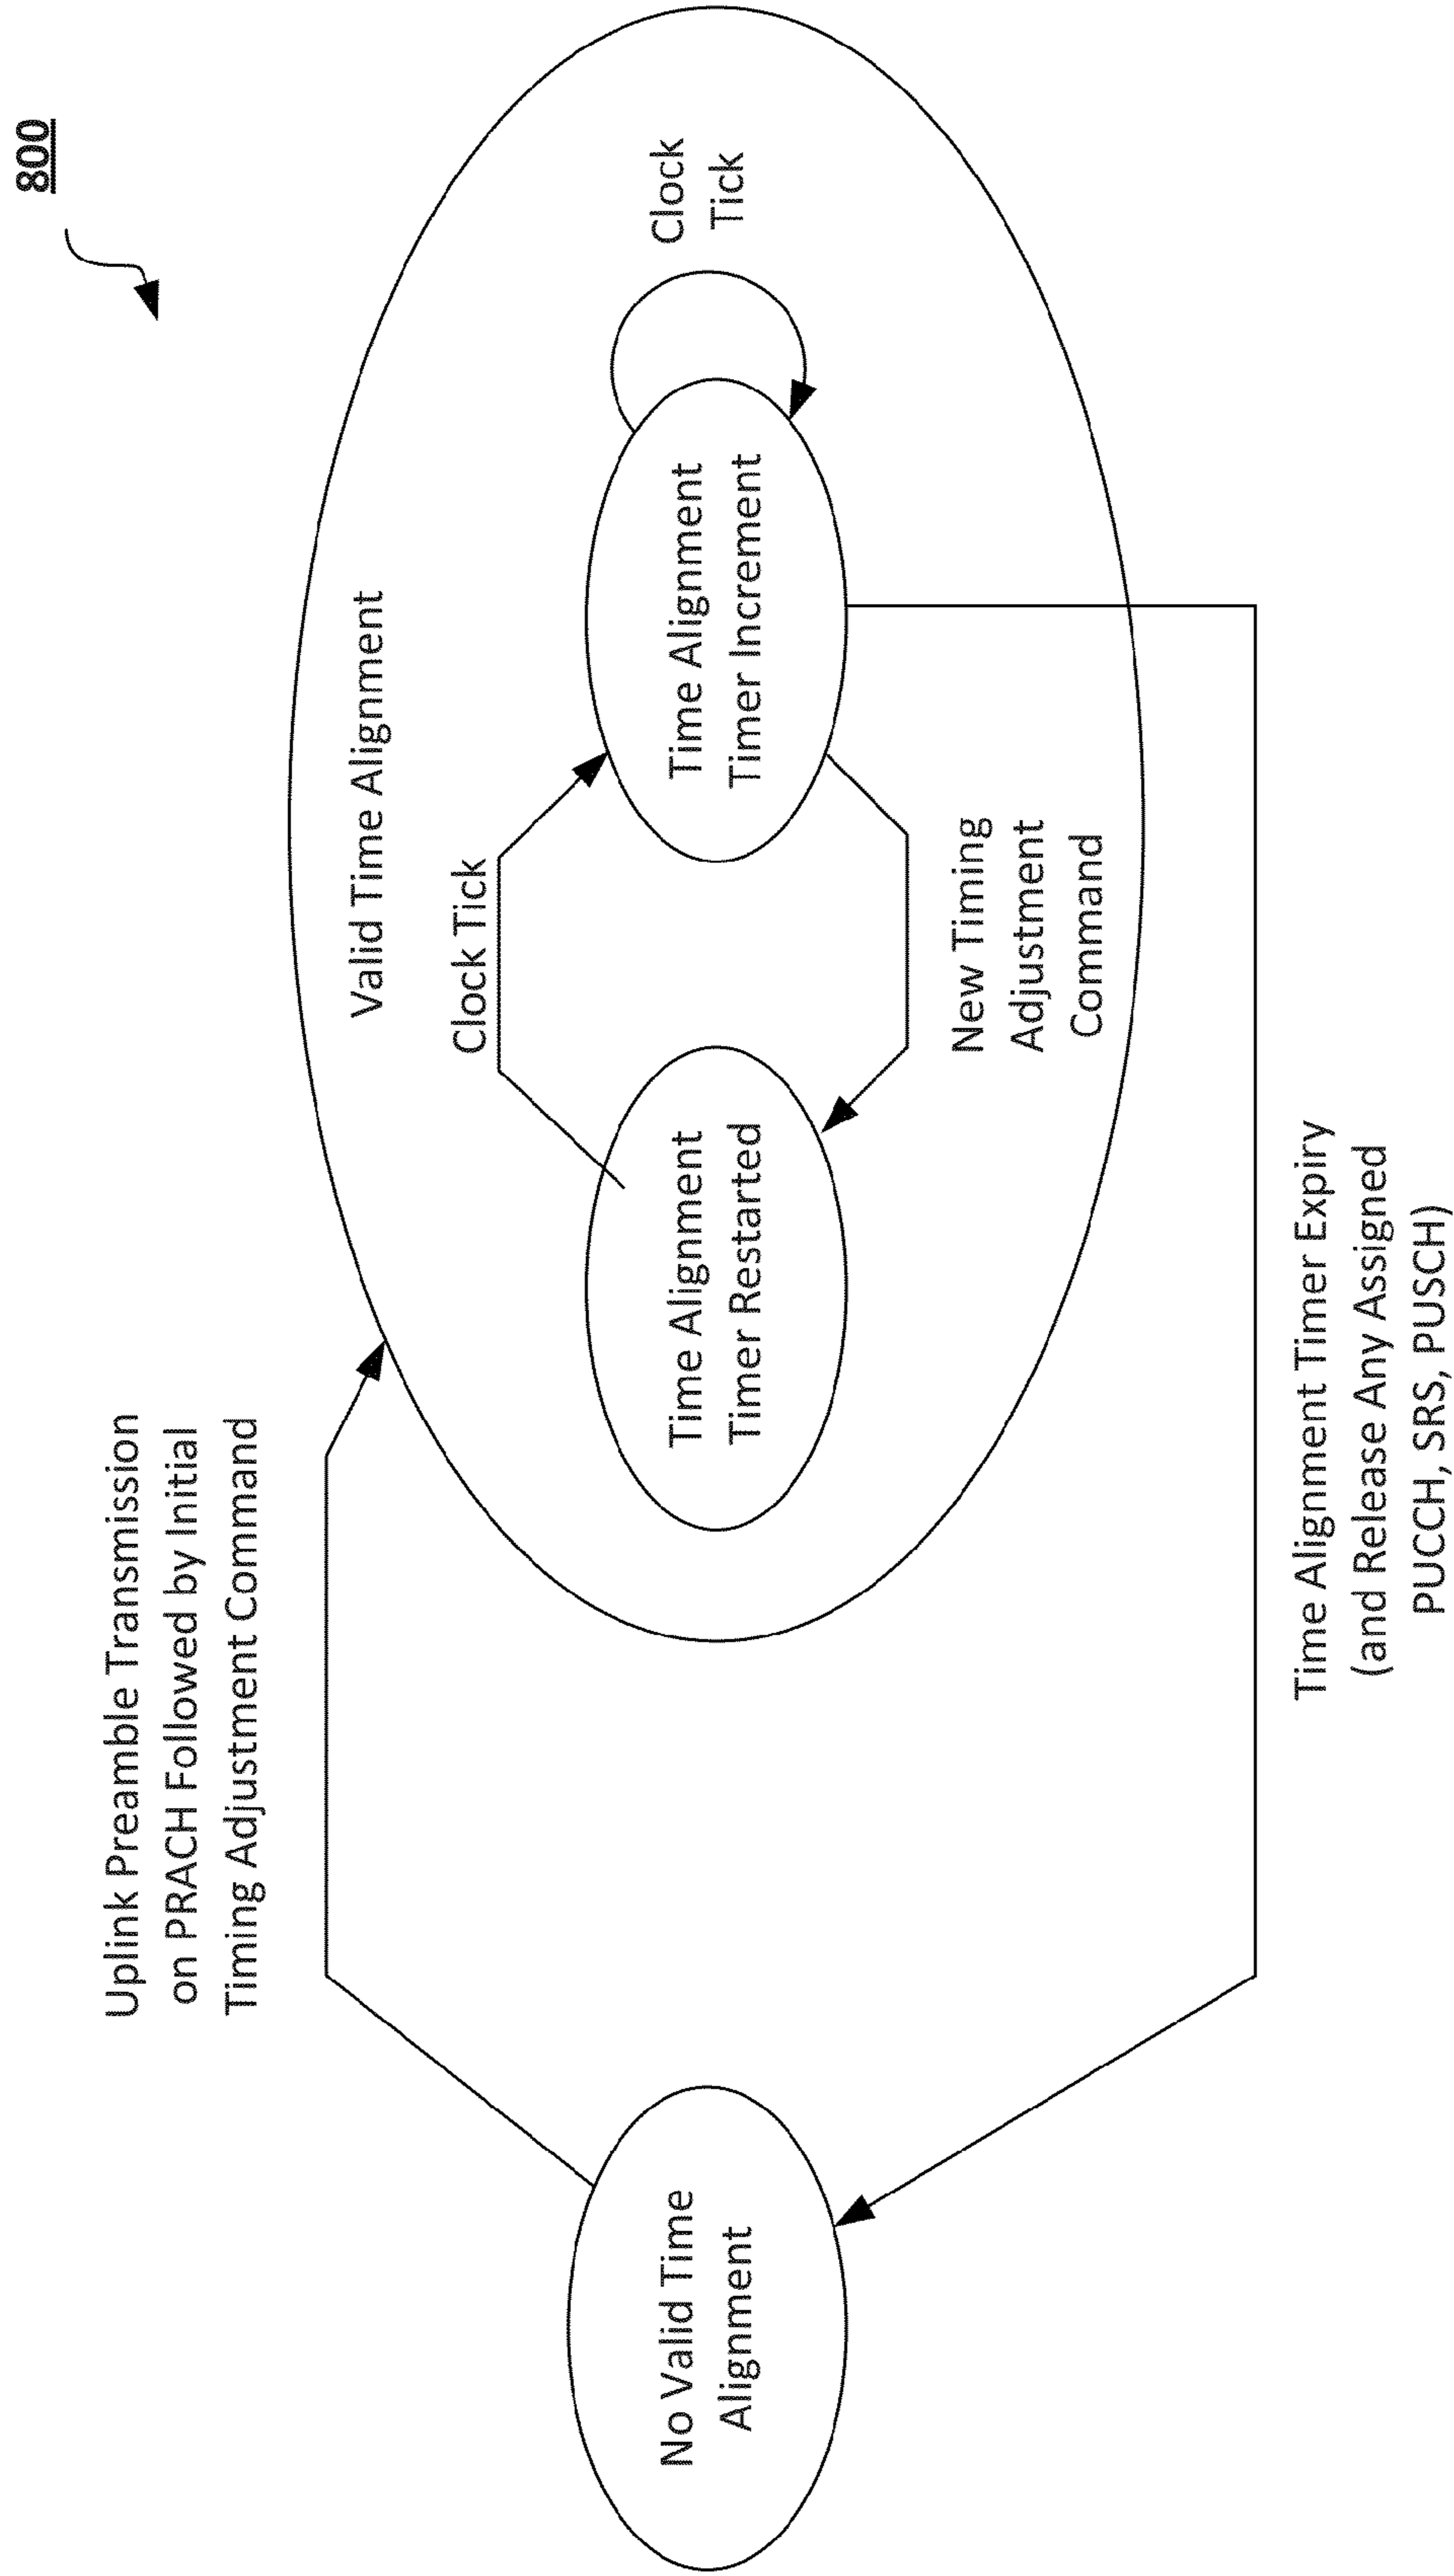 800
Uplink Preamble Transmission
on PRACH Followed by Initial
Timing Adjustment Command
Valid Time Alignment
Clock Tick
Clock
Tick
No Valid Time
Alignment
Time Alignment
Timer Restarted
Time Alignment
Timer Increment
New Timing
Adjustment
Command
Time Alignment Timer Expiry
(and Release Any Assigned
PUCCH, SRS, PUSCH)